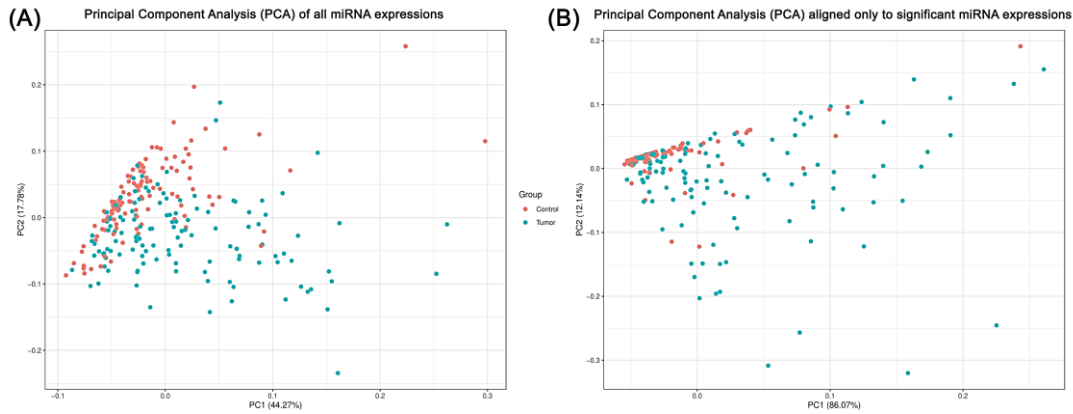 (A)
Principal Component Analysis (PCA) of all miRNA expressions
0.2
0.1
0.0
−0.1
−0.2
PC2 (17.78%)
−0.1
0.0
0.1
0.2
0.3
PC1 (44.27%)
Group
Control
Tumor
(B)
Principal Component Analysis (PCA) aligned only to significant miRNA expressions
0.2
0.1
0.0
−0.1
−0.2
−0.3
PC2 (12.14%)
0.0
0.1
0.2
PC1 (86.07%)